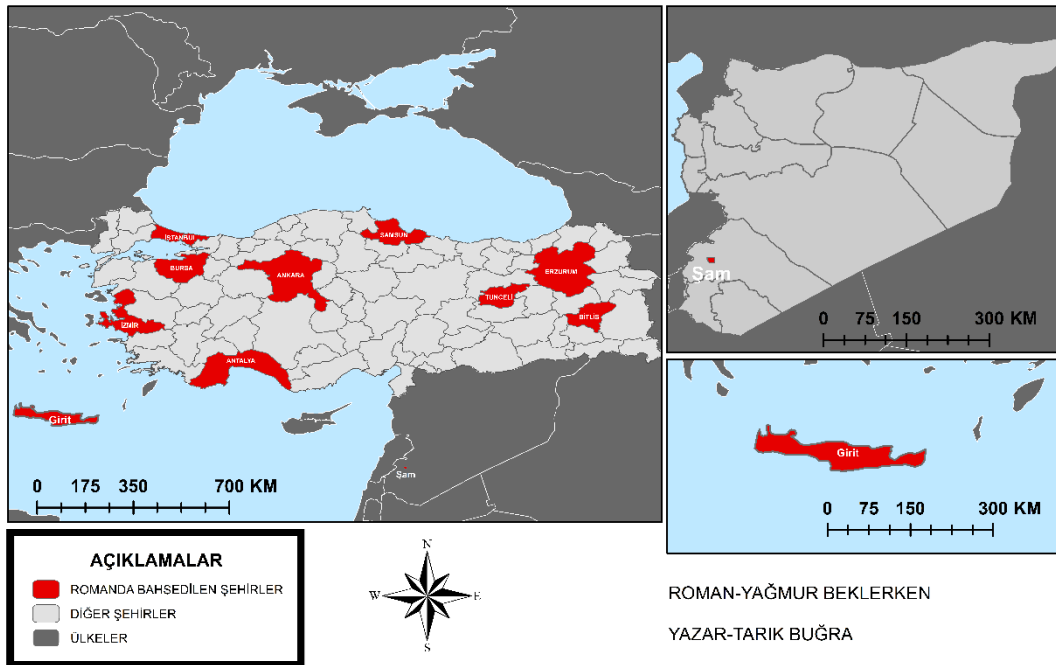 İSTANBUL
SAMSUN
BURSA
ANKARA
ERZURUM
TUNCELİ
BİTLİS
İZMİR
ANTALYA
Girit
Şam
0 175 350 700 KM
Şam
0 75 150 300 KM
Girit
0 75 150 300 KM
AÇIKLAMALAR
ROMANDA BAHSEDİLEN ŞEHİRLER
DİĞER ŞEHİRLER
ÜLKELER
N
W E
S
ROMAN-YAĞMUR BEKLERKEN
YAZAR-TARIK BUĞRA